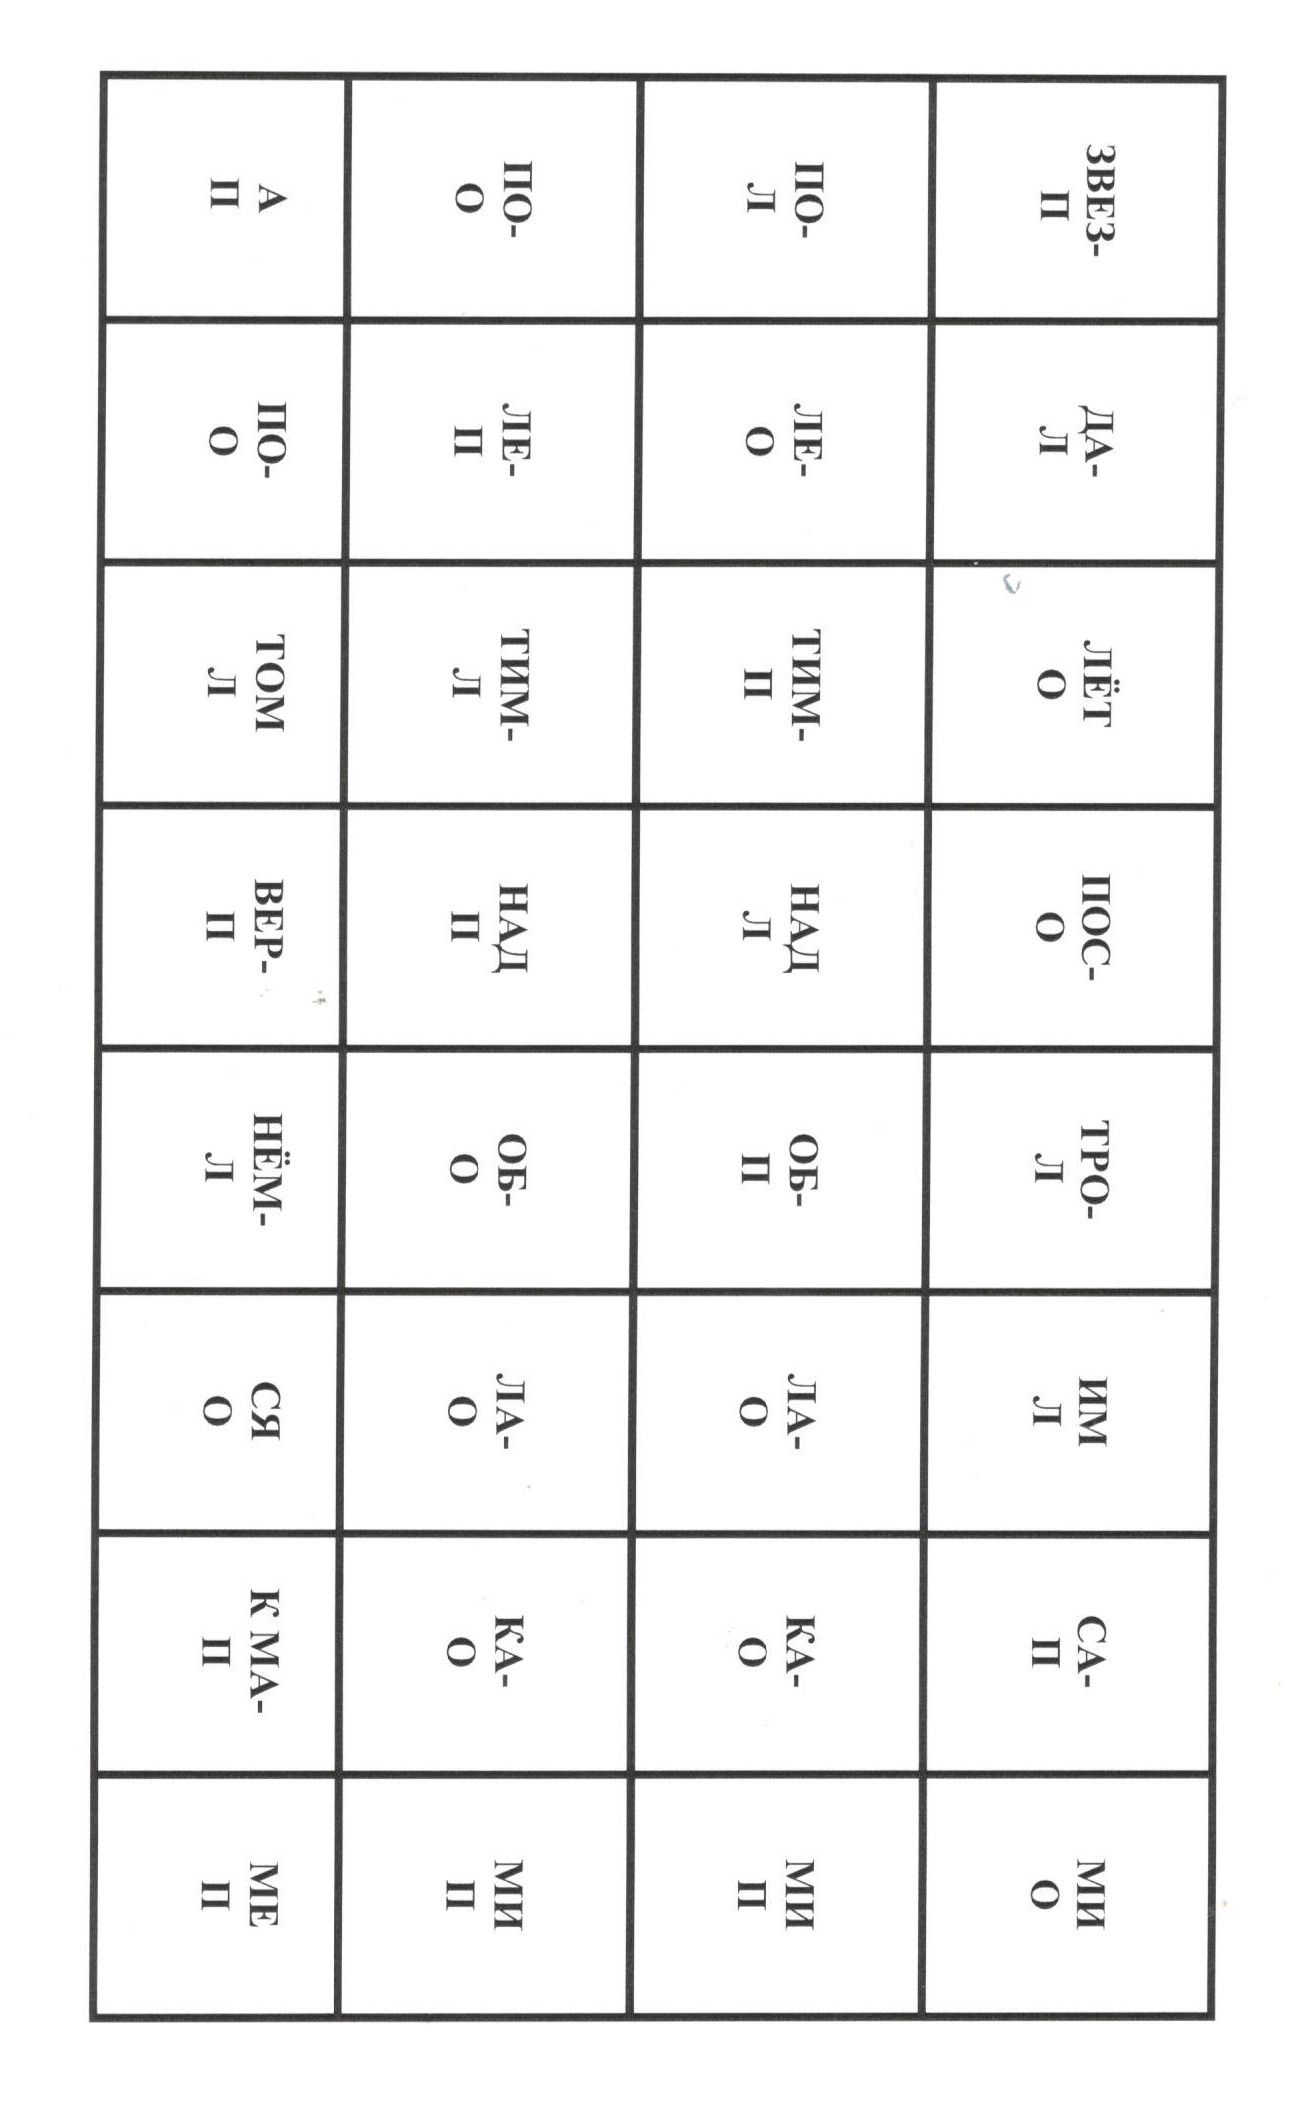 ЗВЕЗ- ДА- ЛЁТ ПОС- ТРО- ИМ СА- МИ
П Л О О Л Л П О
ПО- ЛЕ- ТИМ- НАД ОБ- ЛА- КА- МИ
Л О П Л П О О П
ПО- ЛЕ- ТИМ- НАД ОБ- ЛА- КА- МИ
О П Л П О О О П
А ПО- ТОМ ВЕР- НЁМ- СЯ К МА- МЕ
П О Л П Л О П П